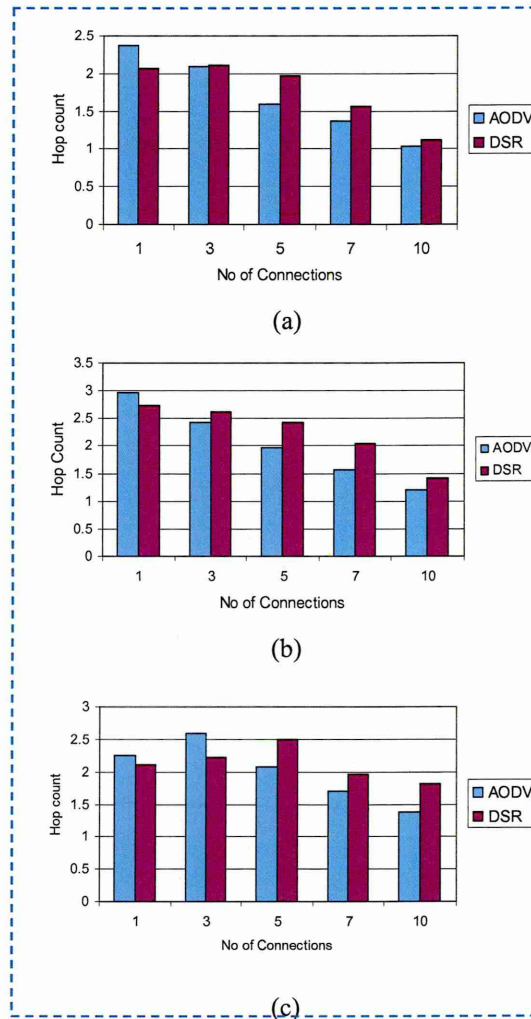 2.5
2
1.5
1
0.5
0
Hop count
1 3 5 7 10
No of Connections
AODV
DSR
(a)
3.5
3
2.5
2
1.5
1
0.5
0
Hop Count
1 3 5 7 10
No of Connections
AODV
DSR
(b)
3
2.5
2
1.5
1
0.5
0
Hop count
1 3 5 7 10
No of Connections
AODV
DSR
(c)